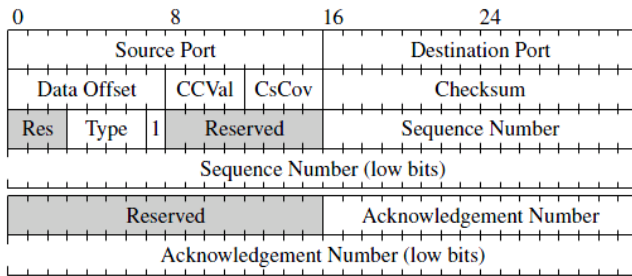 0 8 16 24
Source Port Destination Port
Data Offset CCVal CsCov Checksum
Res Type 1 Reserved Sequence Number
Sequence Number (low bits)
Reserved Acknowledgement Number
Acknowledgement Number (low bits)